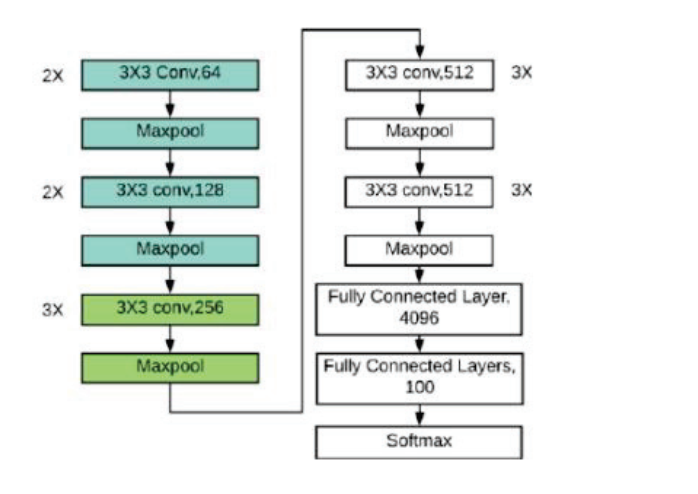 2X
3X3 Conv,64
Maxpool
2X
3X3 conv,128
Maxpool
3X
3X3 conv,256
Maxpool
3X3 conv,512
3X
Maxpool
3X3 conv,512
3X
Maxpool
Fully Connected Layer,
4096
Fully Connected Layers,
100
Softmax